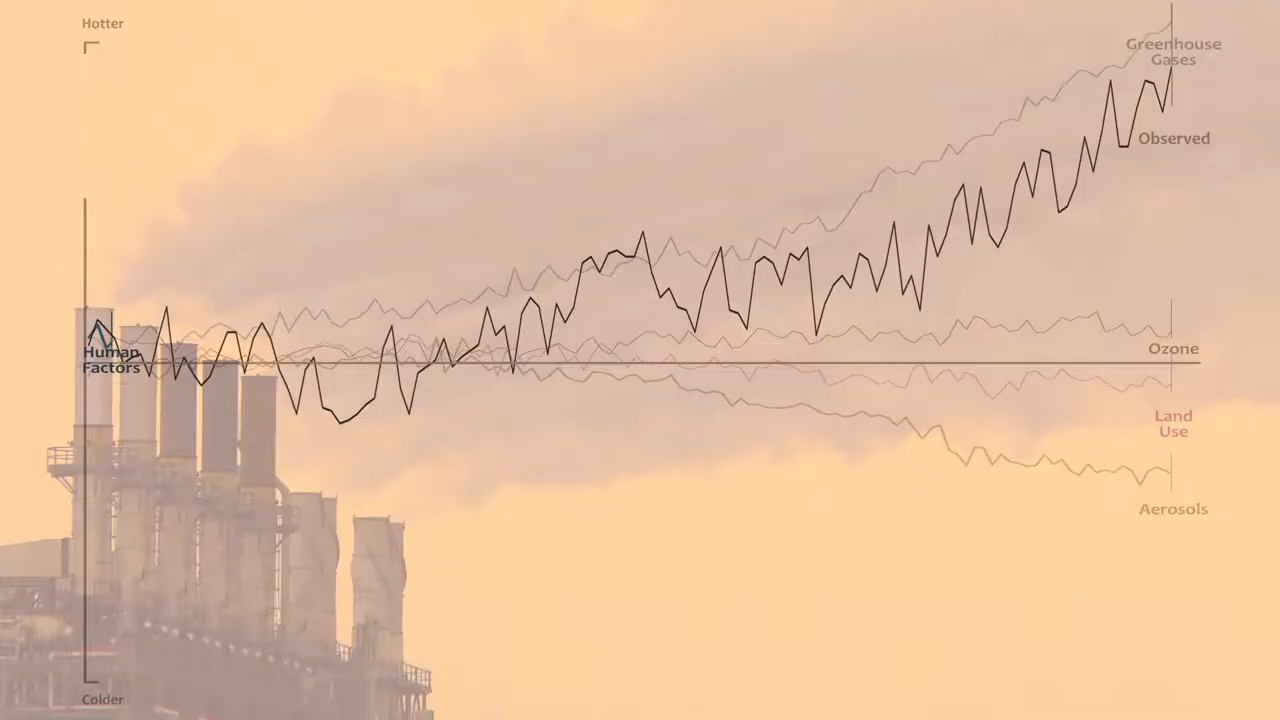 Hotter
Greenhouse
Gases
Observed
Human
Factors
Ozone
Land
Use
Aerosols
Colder